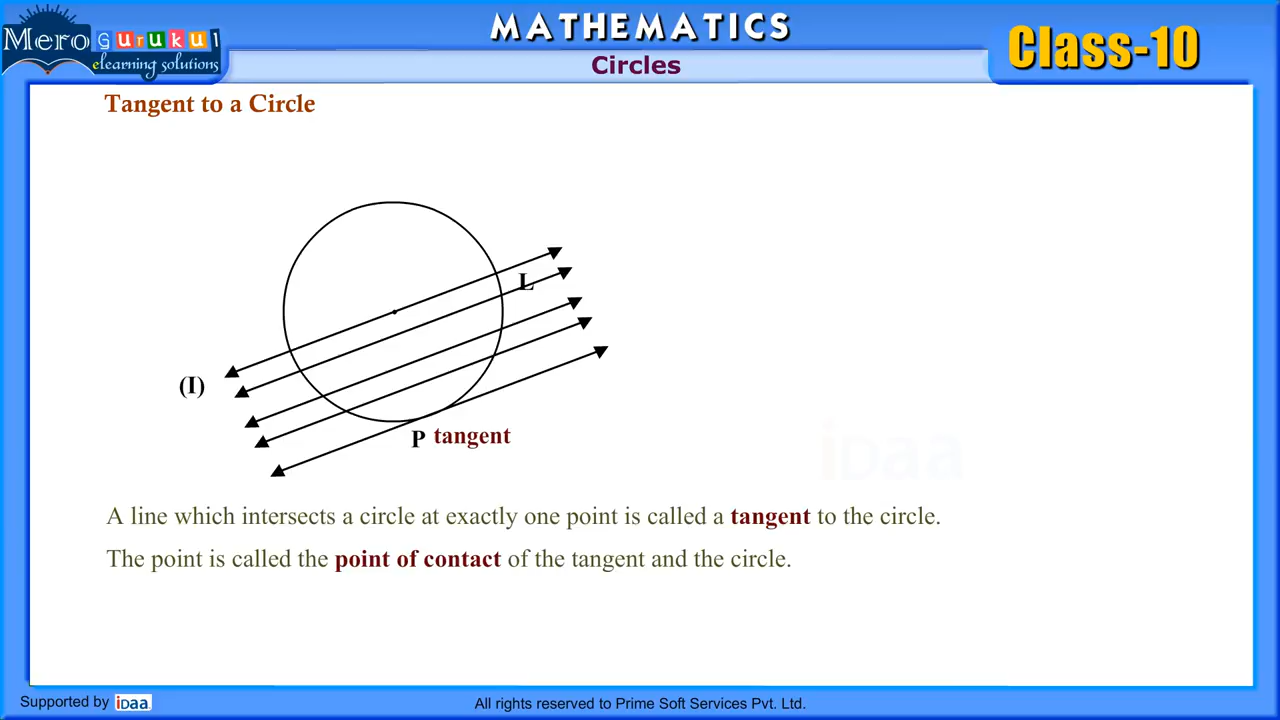 Mero Gurukul
elearning solutions
MATHEMATICS
Circles
Class-10
Tangent to a Circle
L
(I)
P tangent
iDaa
A line which intersects a circle at exactly one point is called a tangent to the circle.
The point is called the point of contact of the tangent and the circle.
Supported by iDaa
All rights reserved to Prime Soft Services Pvt. Ltd.